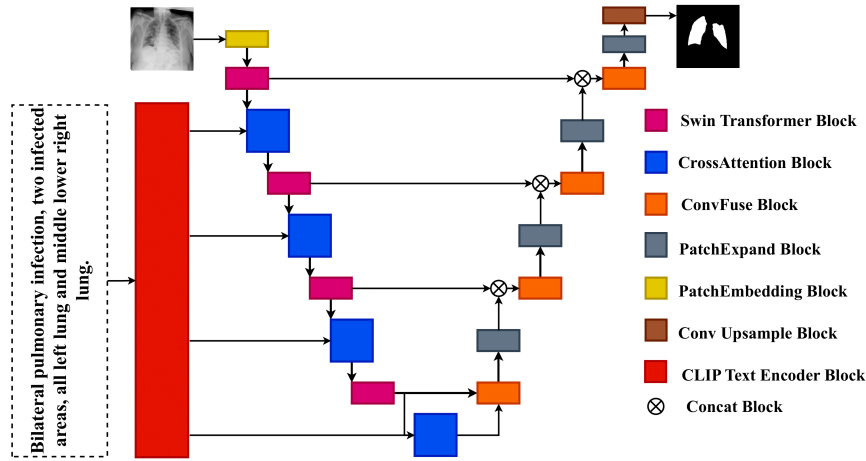 Bilateral pulmonary infection, two infected
areas, all left lung and middle lower right
lung.
Swin Transformer Block
CrossAttention Block
ConvFuse Block
PatchExpand Block
PatchEmbedding Block
Conv Upsample Block
CLIP Text Encoder Block
Concat Block